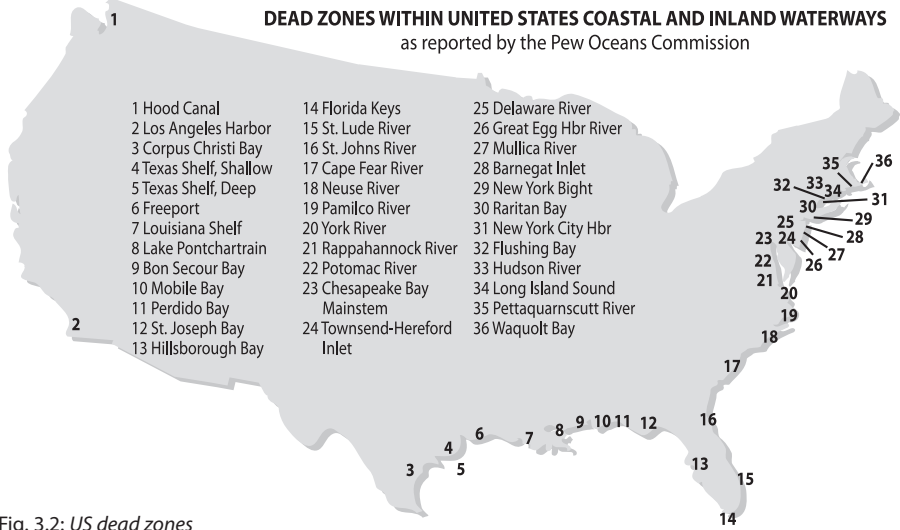 DEAD ZONES WITHIN UNITED STATES COASTAL AND INLAND WATERWAYS
as reported by the Pew Oceans Commission
1 Hood Canal
2 Los Angeles Harbor
3 Corpus Christi Bay
4 Texas Shelf, Shallow
5 Texas Shelf, Deep
6 Freeport
7 Louisiana Shelf
8 Lake Pontchartrain
9 Bon Secour Bay
10 Mobile Bay
11 Perdido Bay
12 St. Joseph Bay
13 Hillsborough Bay
14 Florida Keys
15 St. Lude River
16 St. Johns River
17 Cape Fear River
18 Neuse River
19 Pamilco River
20 York River
21 Rappahannock River
22 Potomac River
23 Chesapeake Bay
Mainstem
24 Townsend-Hereford
Inlet
25 Delaware River
26 Great Egg Hbr River
27 Mullica River
28 Barnegat Inlet
29 New York Bight
30 Raritan Bay
31 New York City Hbr
32 Flushing Bay
33 Hudson River
34 Long Island Sound
35 Pettaquarnscutt River
36 Waquolt Bay
1
2
3
4
5
6
7
8
9
10
11
12
13
14
15
16
17
18
19
20
21
22
23
24
25
26
27
28
29
30
31
32
33
34
35
36
Fig. 3.2: US dead zones